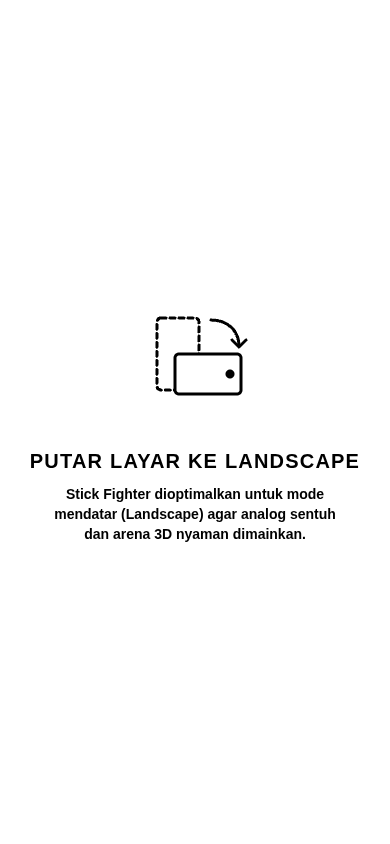 PUTAR LAYAR KE LANDSCAPE
Stick Fighter dioptimalkan untuk mode
mendatar (Landscape) agar analog sentuh
dan arena 3D nyaman dimainkan.